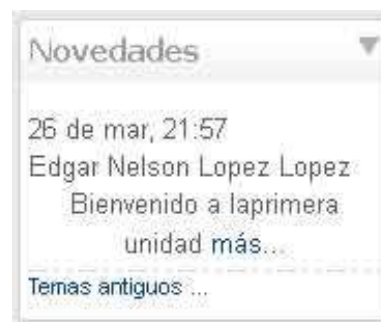 Novedades
26 de mar, 21:57
Edgar Nelson Lopez Lopez
Bienvenido a laprimera
unidad más...
Temas antiguos ...